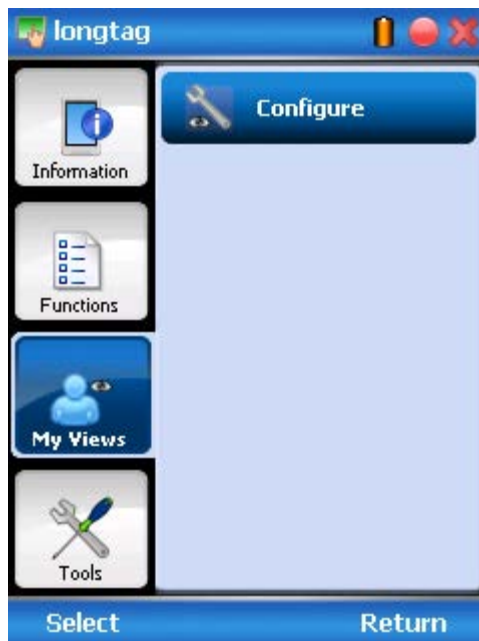 longtag
Configure
Information
Functions
My Views
Tools
Select
Return